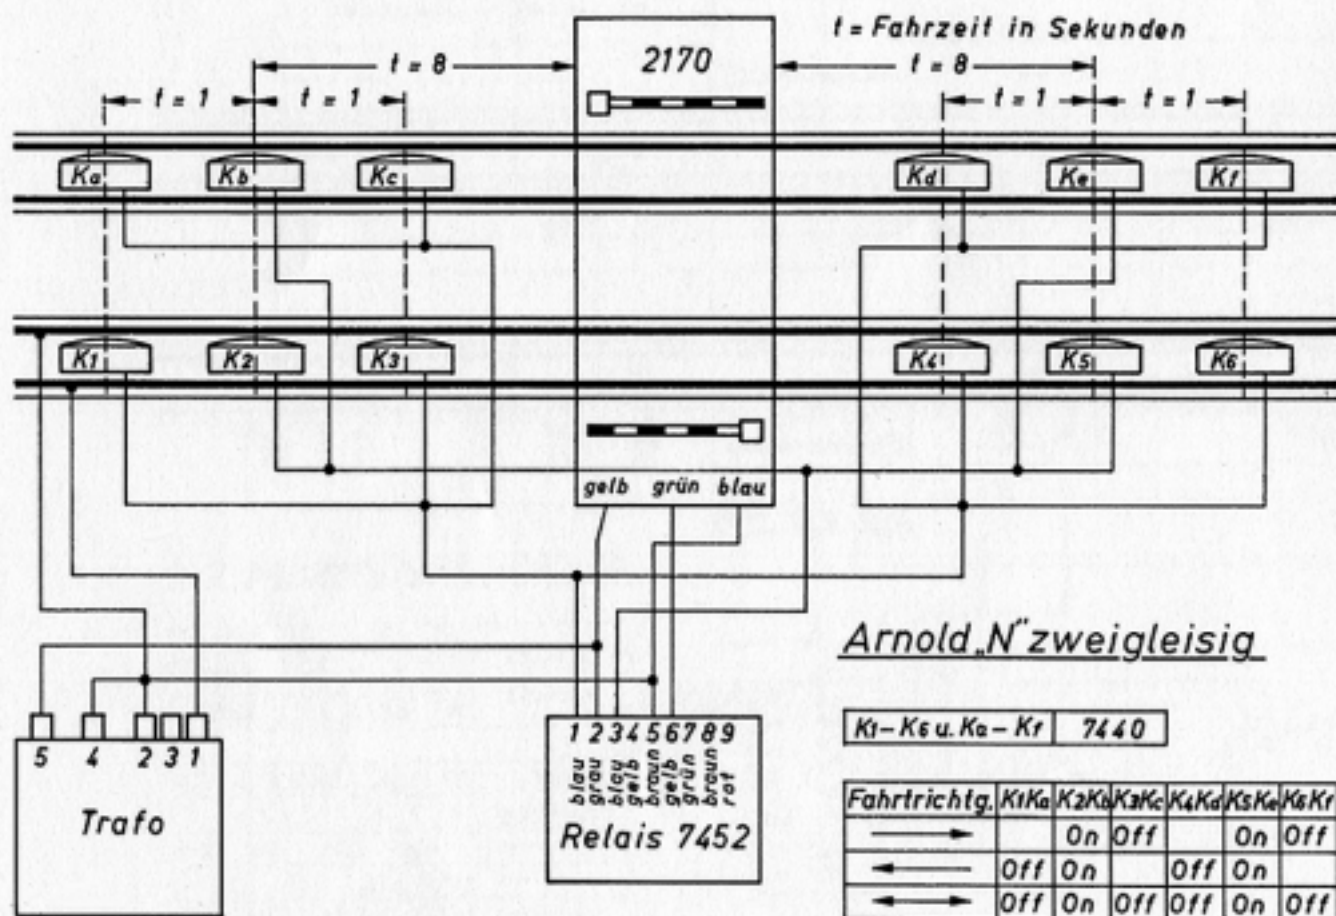 t = Fahrzeit in Sekunden
t = 8
2170
t = 8
t = 1
t = 1
t = 1
t = 1
Ka
Kb
Kc
Kd
Ke
Kf
K1
K2
K3
K4
K5
K6
gelb grün blau
Arnold „N" zweigleisig
K1 - K6 u. Ka - Kf 7440
5 4 2 3 1
Trafo
1 2 3 4 5 6 7 8 9
blau grau blau gelb braun gelb grün braun rot
Relais 7452
Fahrtrichtg. K1Ka K2Kb K3Kc K4Kd K5Ke K6Kf
On Off On Off
Off On Off On
Off On Off Off On Off